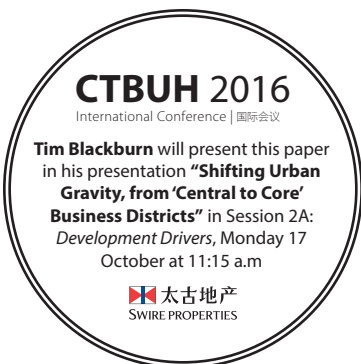 CTBUH 2016
International Conference | 国际会议
Tim Blackburn will present this paper
in his presentation “Shifting Urban
Gravity, from ‘Central to Core’
Business Districts” in Session 2A:
Development Drivers, Monday 17
October at 11:15 a.m
太古地产
SWIRE PROPERTIES